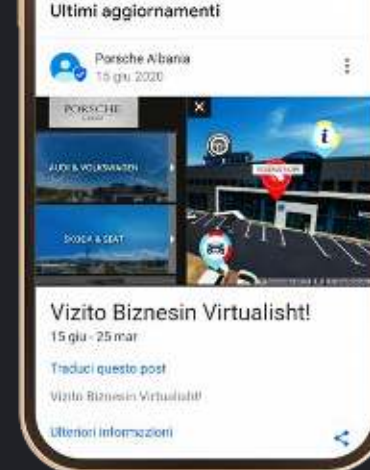 Ultimi aggiornamenti
Porsche Albania
15 giu 2020
PORSCHE
AUDI & VOLKSWAGEN
SKODA & SEAT
i
Vizito Biznesin Virtualisht!
15 giu - 25 mar
Traduci questo post
Vizito Biznesin Virtualisht!
Ulteriori informazioni